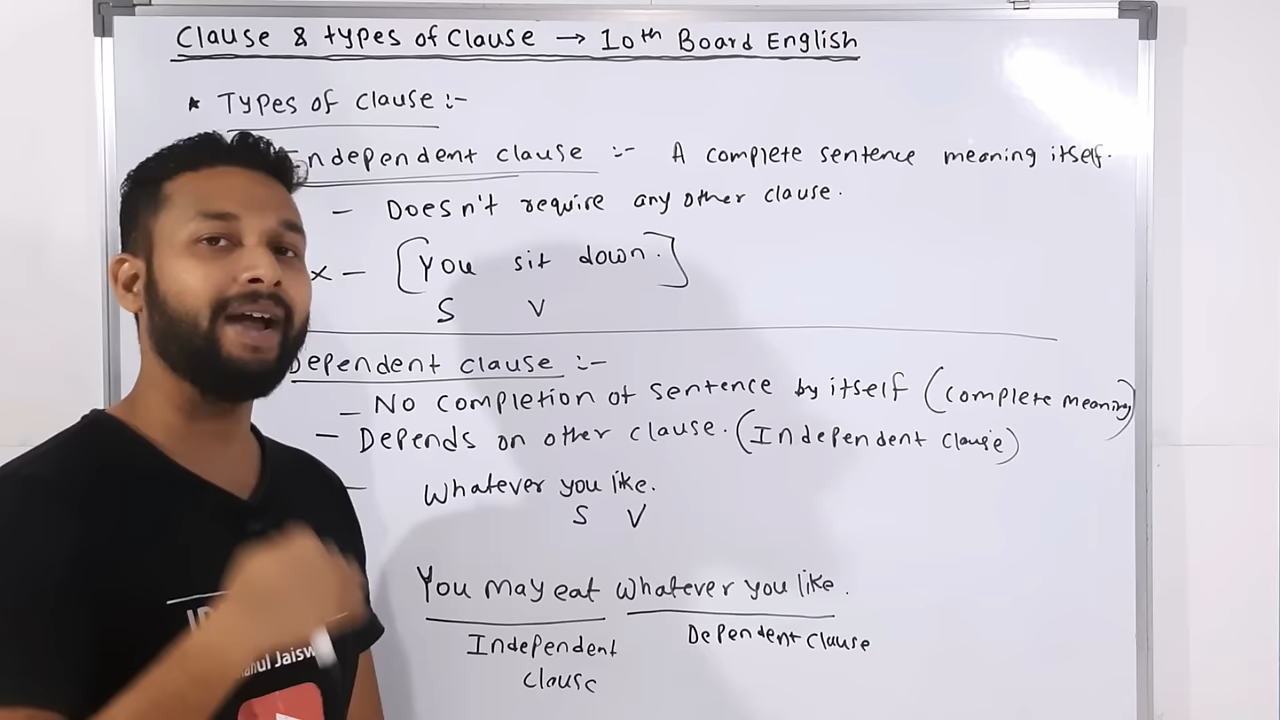 Clause & types of Clause → 10th Board English
* Types of clause :-
Independent clause :- A complete sentence meaning itself.
- Doesn't require any other clause.
x - [You sit down.]
S V
Dependent clause :-
- No completion of sentence by itself (complete meaning)
- Depends on other clause. (Independent clause)
- Whatever you like.
S V
You may eat whatever you like.
Independent clause
Dependent clause
Jaisw